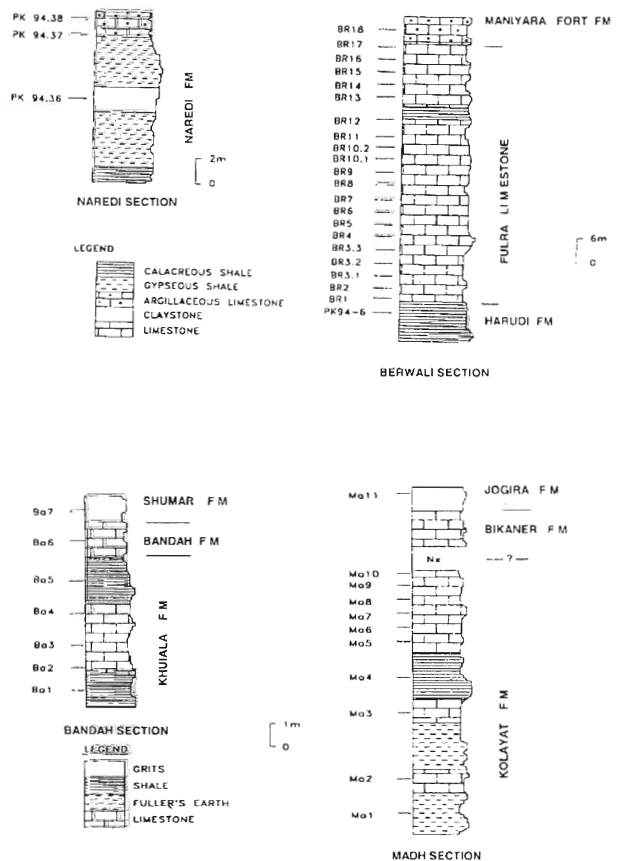 PK 94.38
PK 94.37
PK 94.36
NAREDI FM
2m
0
NAREDI SECTION
LEGEND
CALACREOUS SHALE
GYPSEOUS SHALE
ARGILLACEOUS LIMESTONE
CLAYSTONE
LIMESTONE
MANIYARA FORT FM
BR18
BR17
BR16
BR15
BR14
BR13
BR12
BR11
BR10.2
BR10.1
BR9
BR8
BR7
BR6
BR5
BR4
BR3.3
BR3.2
BR3.1
BR2
BR1
PK94-6
FULRA LIMESTONE
6m
0
HARUDI FM
BERWALI SECTION
SHUMAR FM
BANDAH FM
Ba7
Ba6
Ba5
Ba4
Ba3
Ba2
Ba1
KHUIALA FM
BANDAH SECTION
1m
0
LEGEND
GRITS
SHALE
FULLER'S EARTH
LIMESTONE
JOGIRA FM
BIKANER FM
Ma11
Nx
?
Ma10
Ma9
Ma8
Ma7
Ma6
Ma5
Ma4
Ma3
Ma2
Ma1
KOLAYAT FM
MADH SECTION